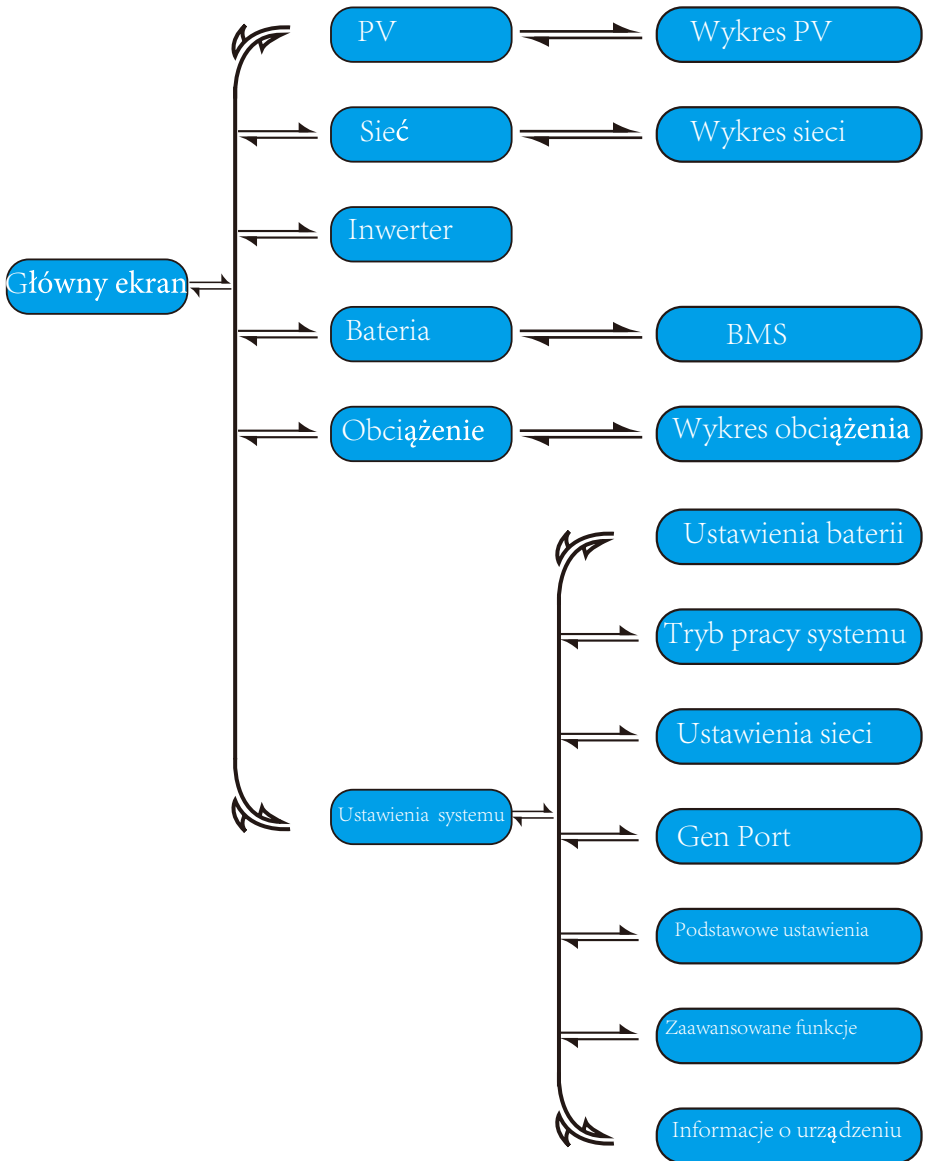 PV
Wykres PV
Sieć
Wykres sieci
Inwerter
Główny ekran
Bateria
BMS
Obciążenie
Wykres obciążenia
Ustawienia baterii
Tryb pracy systemu
Ustawienia sieci
Ustawienia systemu
Gen Port
Podstawowe ustawienia
Zaawansowane funkcje
Informacje o urządzeniu